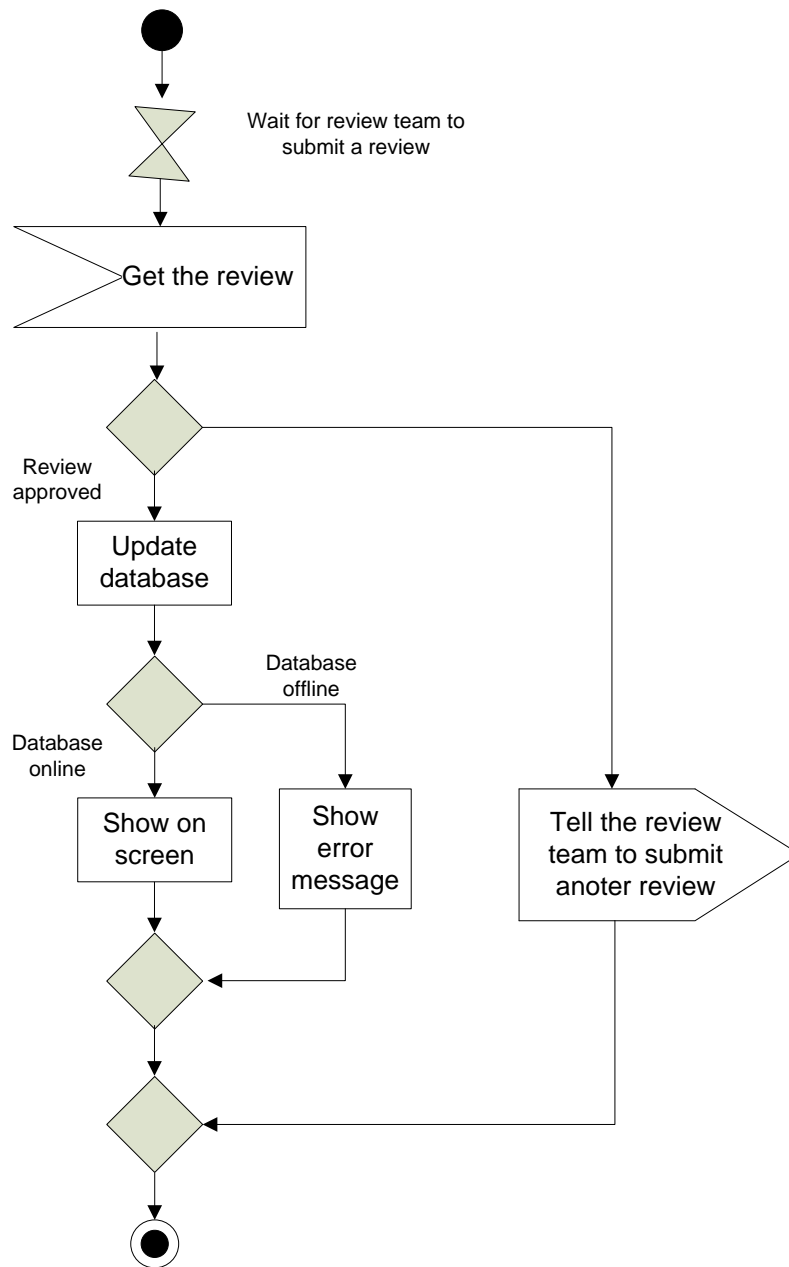 Wait for review team to
submit a review
Get the review
Review
approved
Update
database
Database
offline
Database
online
Show on
screen
Show
error
message
Tell the review
team to submit
anoter review